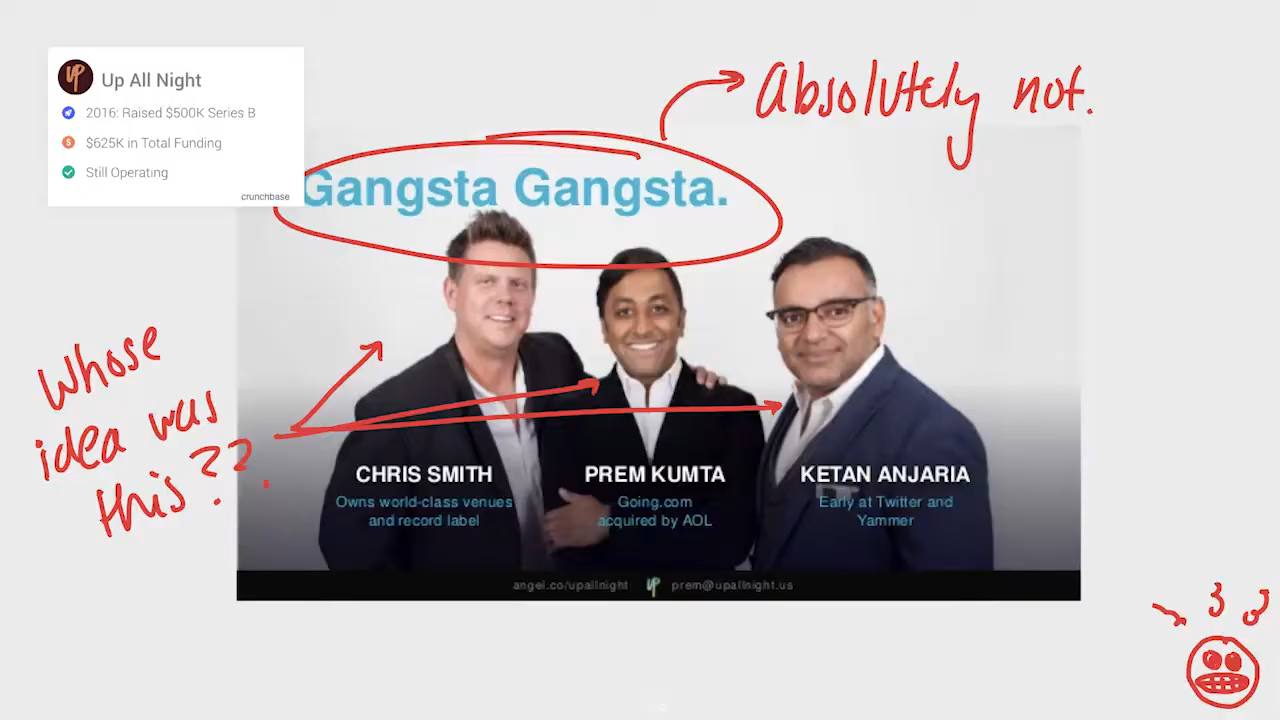 UP Up All Night
2016: Raised $500K Series B
$ $625K in Total Funding
Still Operating
crunchbase
Absolutely not.
Gangsta Gangsta.
Whose
idea was
this??
CHRIS SMITH
Owns world-class venues
and record label
PREM KUMTA
Going.com
acquired by AOL
KETAN ANJARIA
Early at Twitter and
Yammer
angel.co/upallnight UP prem@upallnight.us